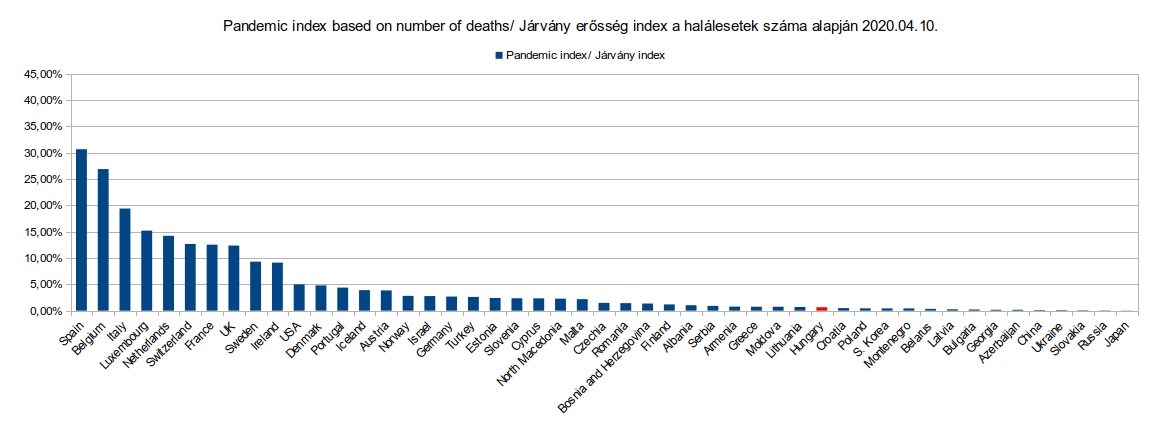 Pandemic index based on number of deaths/ Járvány erősség index a halálesetek száma alapján 2020.04.10.
Pandemic index/ Járvány index
45,00%
40,00%
35,00%
30,00%
25,00%
20,00%
15,00%
10,00%
5,00%
0,00%
Spain
Belgium
Italy
Luxembourg
Netherlands
Switzerland
France
UK
Sweden
Ireland
USA
Denmark
Portugal
Iceland
Austria
Norway
Israel
Germany
Turkey
Estonia
Slovenia
Cyprus
North Macedonia
Malta
Czechia
Romania
Bosnia and Herzegovina
Finland
Albania
Serbia
Armenia
Greece
Moldova
Lithuania
Hungary
Croatia
Poland
S. Korea
Montenegro
Belarus
Latvia
Bulgaria
Georgia
Azerbaijan
China
Ukraine
Slovakia
Russia
Japan